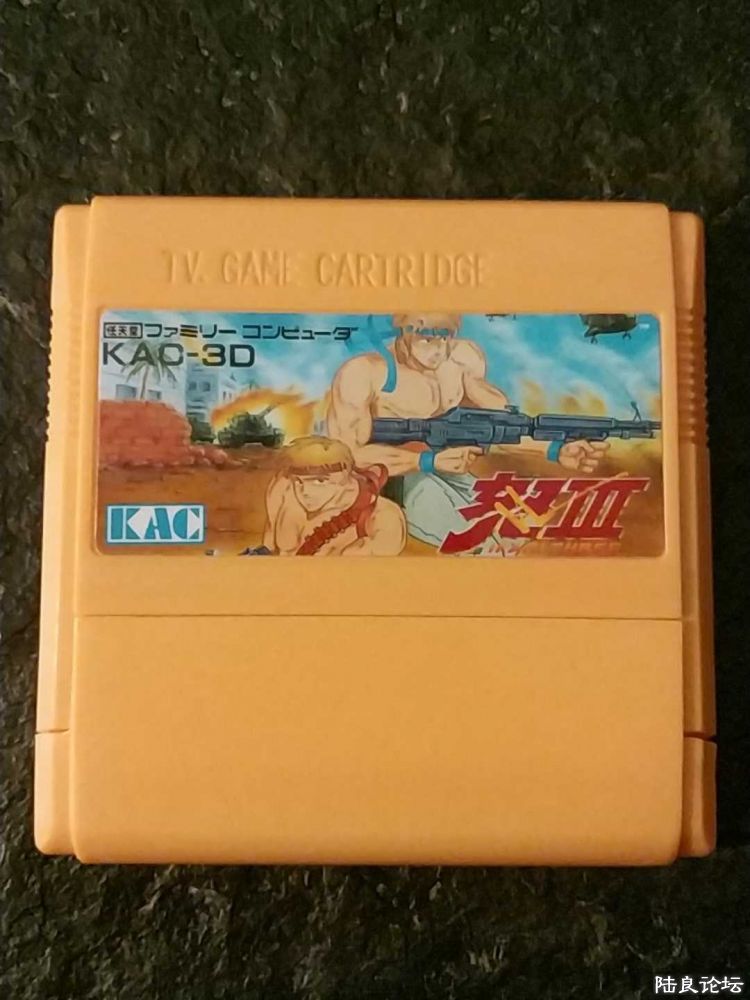 TV. GAME CARTRIDGE
任天堂 ファミリーコンピュータ
KAC-3D
KAC
怒III
陆良论坛